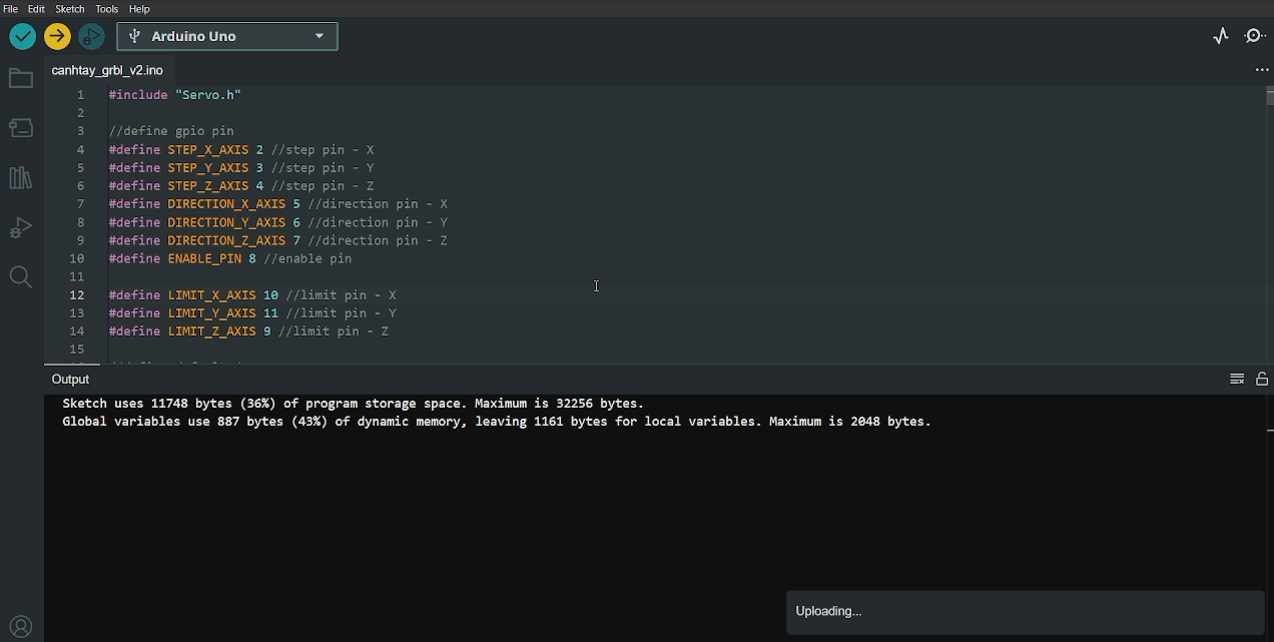 File Edit Sketch Tools Help
Arduino Uno
canhtay_grbl_v2.ino
1 #include "Servo.h"
2
3 //define gpio pin
4 #define STEP_X_AXIS 2 //step pin - X
5 #define STEP_Y_AXIS 3 //step pin - Y
6 #define STEP_Z_AXIS 4 //step pin - Z
7 #define DIRECTION_X_AXIS 5 //direction pin - X
8 #define DIRECTION_Y_AXIS 6 //direction pin - Y
9 #define DIRECTION_Z_AXIS 7 //direction pin - Z
10 #define ENABLE_PIN 8 //enable pin
11
12 #define LIMIT_X_AXIS 10 //limit pin - X
13 #define LIMIT_Y_AXIS 11 //limit pin - Y
14 #define LIMIT_Z_AXIS 9 //limit pin - Z
15
Output
Sketch uses 11748 bytes (36%) of program storage space. Maximum is 32256 bytes.
Global variables use 887 bytes (43%) of dynamic memory, leaving 1161 bytes for local variables. Maximum is 2048 bytes.
Uploading...